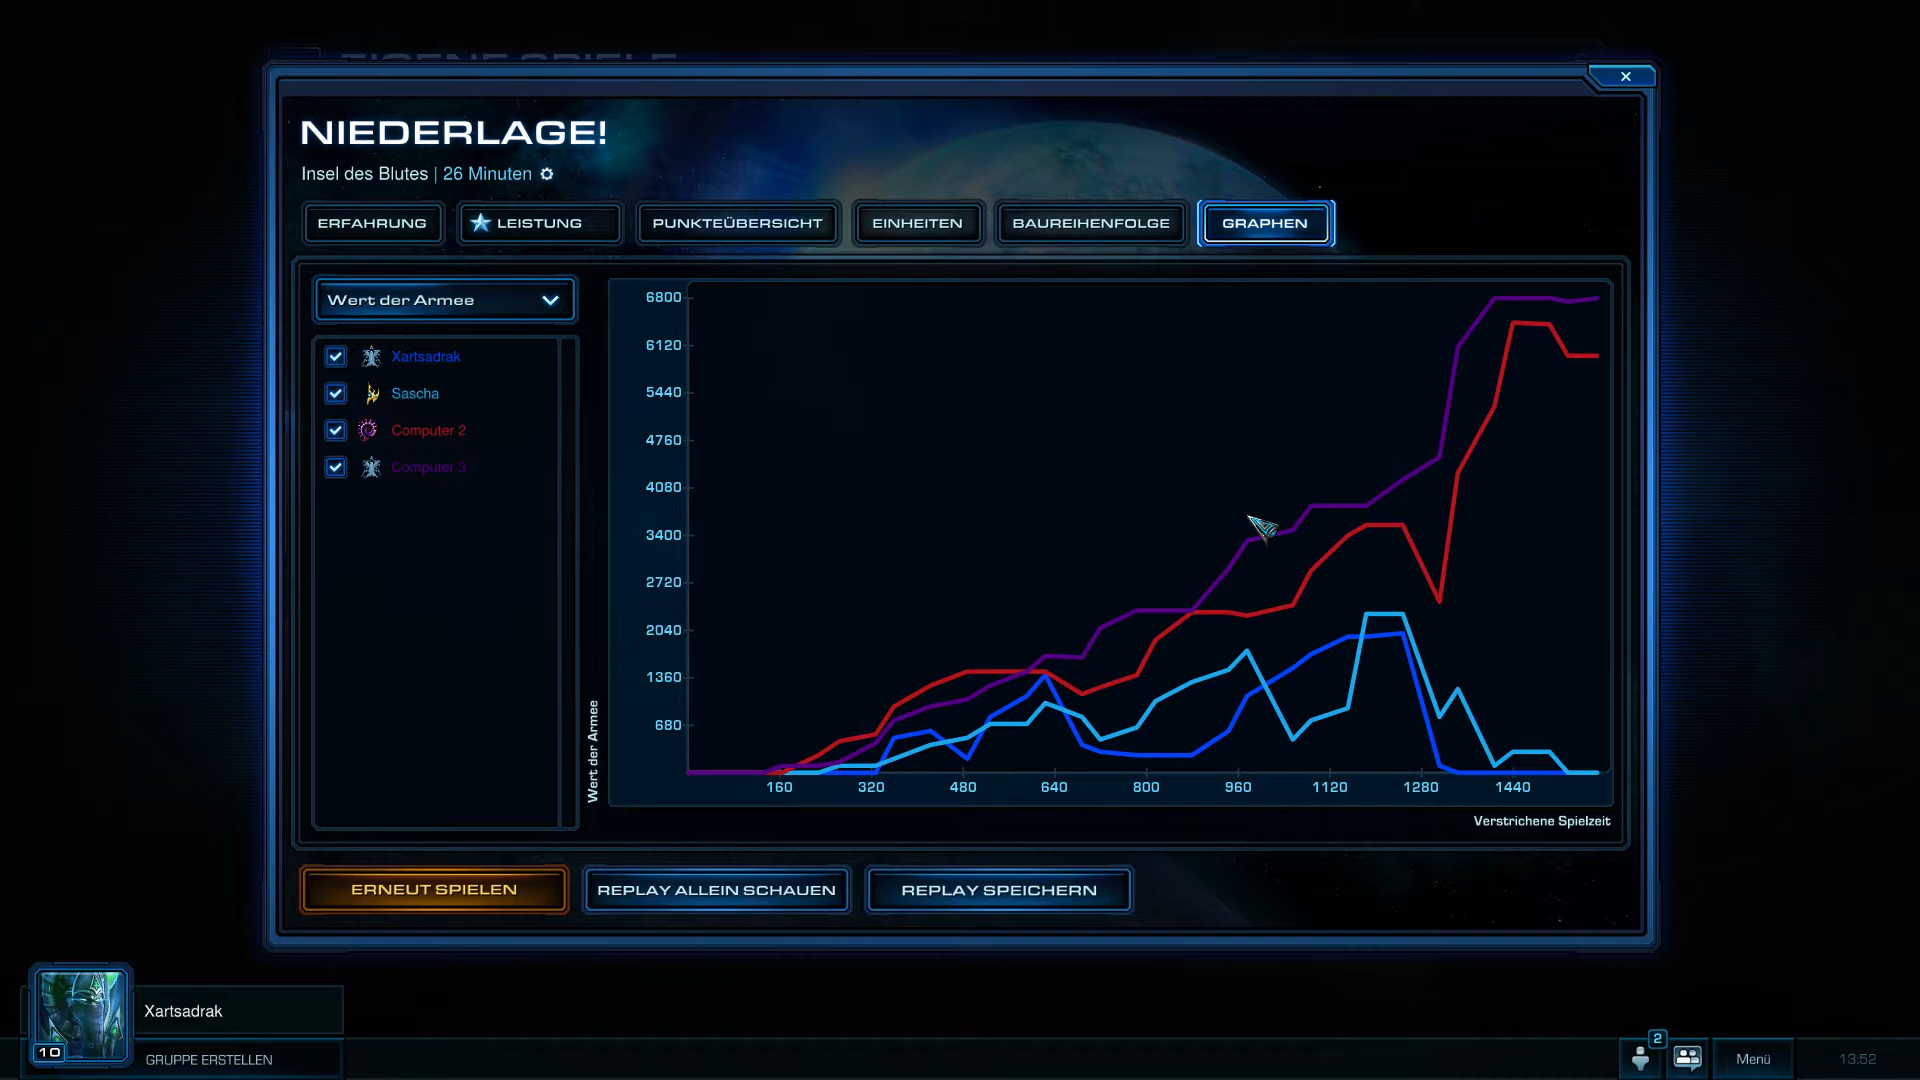 EIGENE SPIELE
NIEDERLAGE!
Insel des Blutes | 26 Minuten
ERFAHRUNG
LEISTUNG
PUNKTEÜBERSICHT
EINHEITEN
BAUREIHENFOLGE
GRAPHEN
Wert der Armee
Xartsadrak
Sascha
Computer 2
Computer 3
6800
6120
5440
4760
4080
3400
2720
2040
1360
680
Wert der Armee
160 320 480 640 800 960 1120 1280 1440
Verstrichene Spielzeit
ERNEUT SPIELEN
REPLAY ALLEIN SCHAUEN
REPLAY SPEICHERN
Xartsadrak
10
GRUPPE ERSTELLEN
2
Menü
13:52